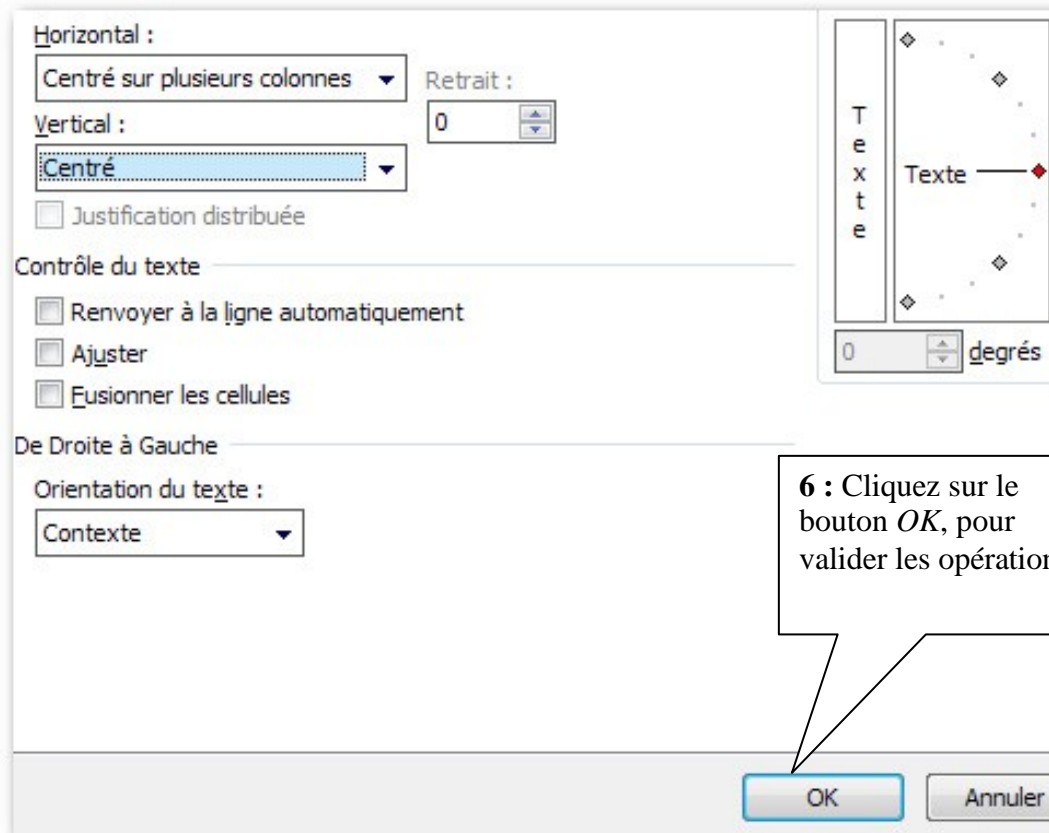 Horizontal :
Centré sur plusieurs colonnes
Retrait :
Vertical :
0
Centré
Justification distribuée
Contrôle du texte
Renvoyer à la ligne automatiquement
Ajuster
Fusionner les cellules
De Droite à Gauche
Orientation du texte :
Contexte
Texte
Texte
0 degrés
6 : Cliquez sur le
bouton OK, pour
valider les opération
OK
Annuler